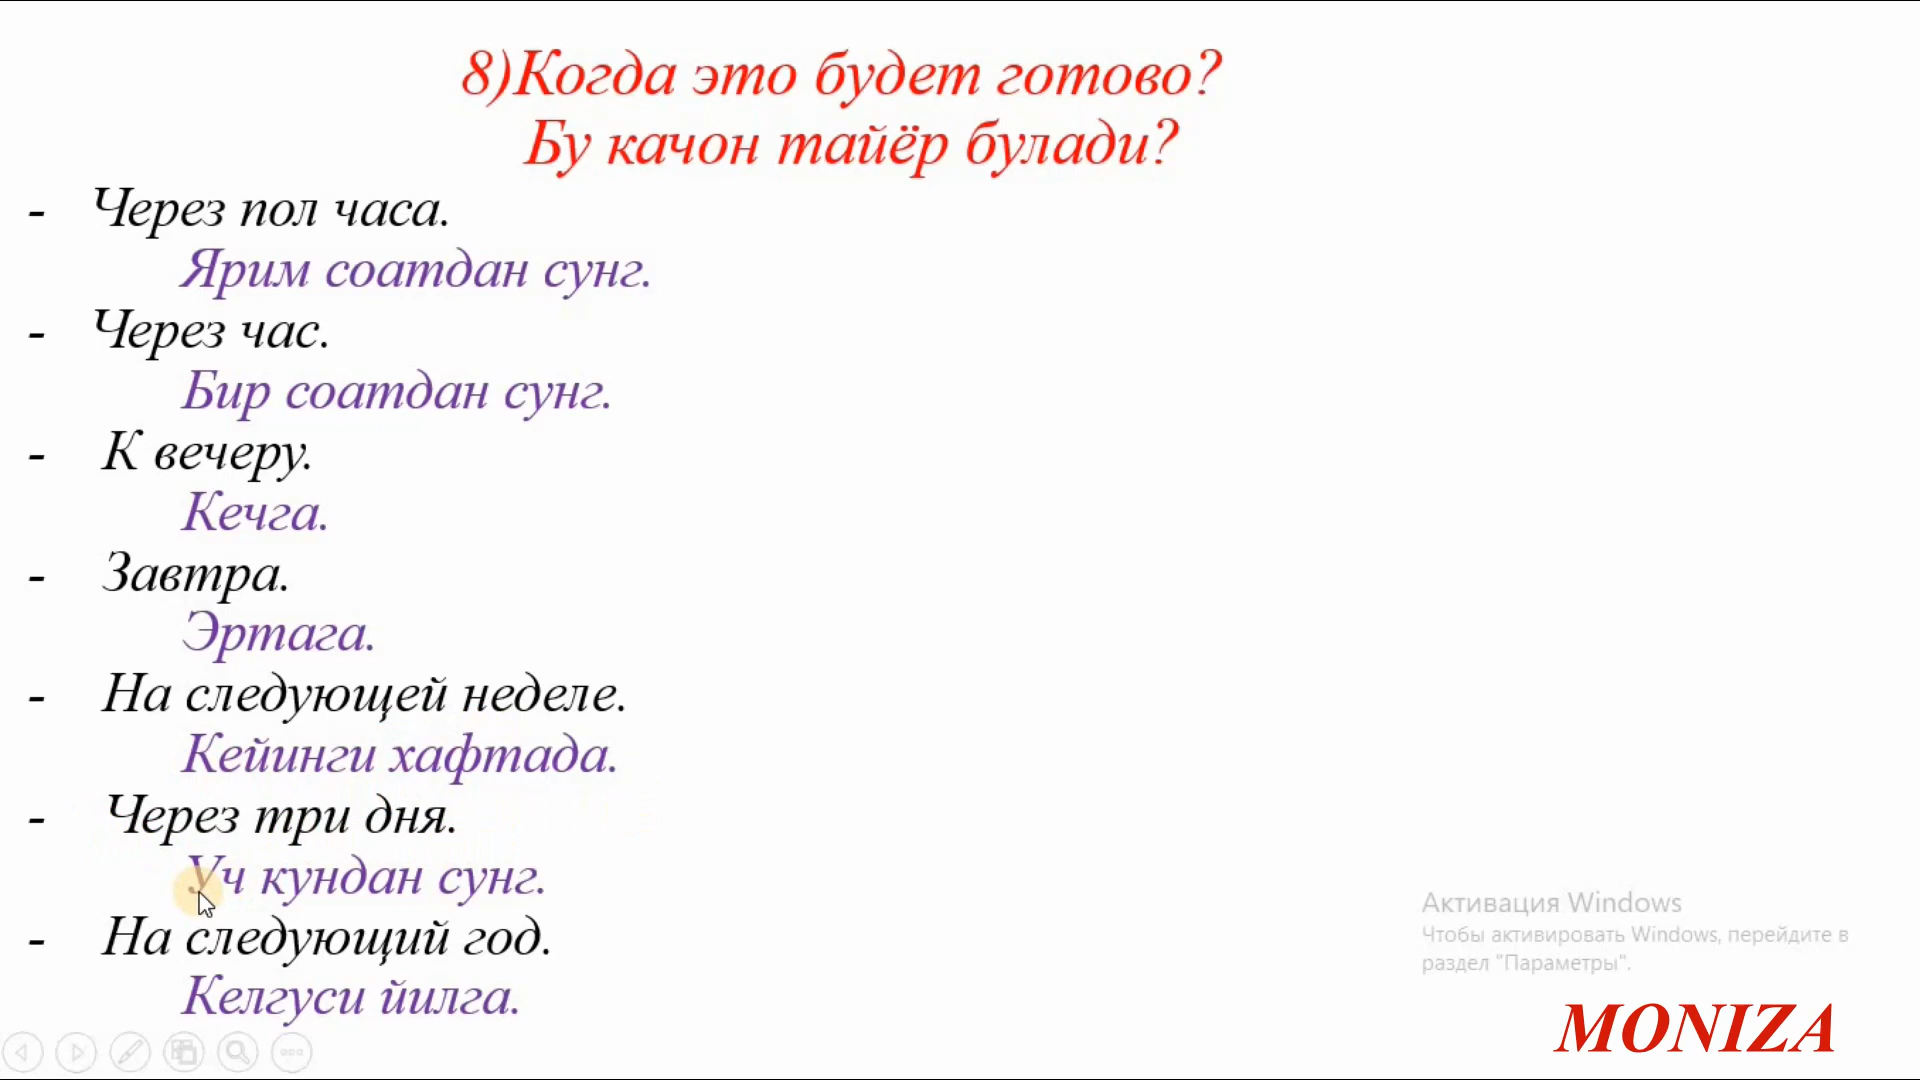 8)Когда это будет готово?
Бу качон тайёр булади?
- Через пол часа.
Ярим соатдан сунг.
- Через час.
Бир соатдан сунг.
- К вечеру.
Кечга.
- Завтра.
Эртага.
- На следующей неделе.
Кейинги хафтада.
- Через три дня.
Уч кундан сунг.
- На следующий год.
Келгуси йилга.
Активация Windows
Чтобы активировать Windows, перейдите в
раздел "Параметры".
MONIZA